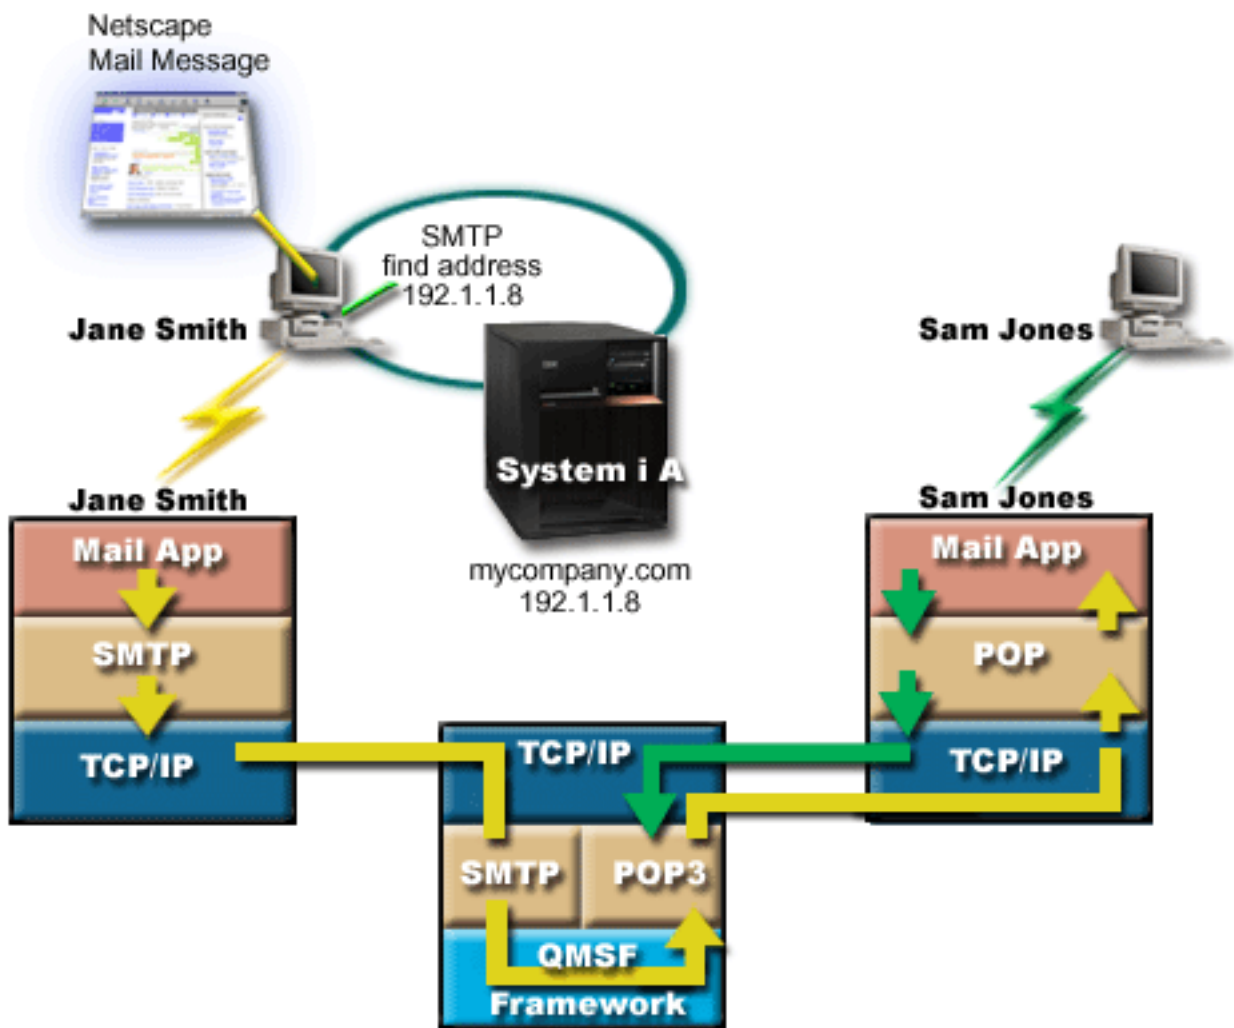 Netscape
Mail Message
SMTP
find address
192.1.1.8
Jane Smith
Sam Jones
System i A
mycompany.com
192.1.1.8
Jane Smith
Mail App
SMTP
TCP/IP
Sam Jones
Mail App
POP
TCP/IP
TCP/IP
SMTP
POP3
QMSF
Framework